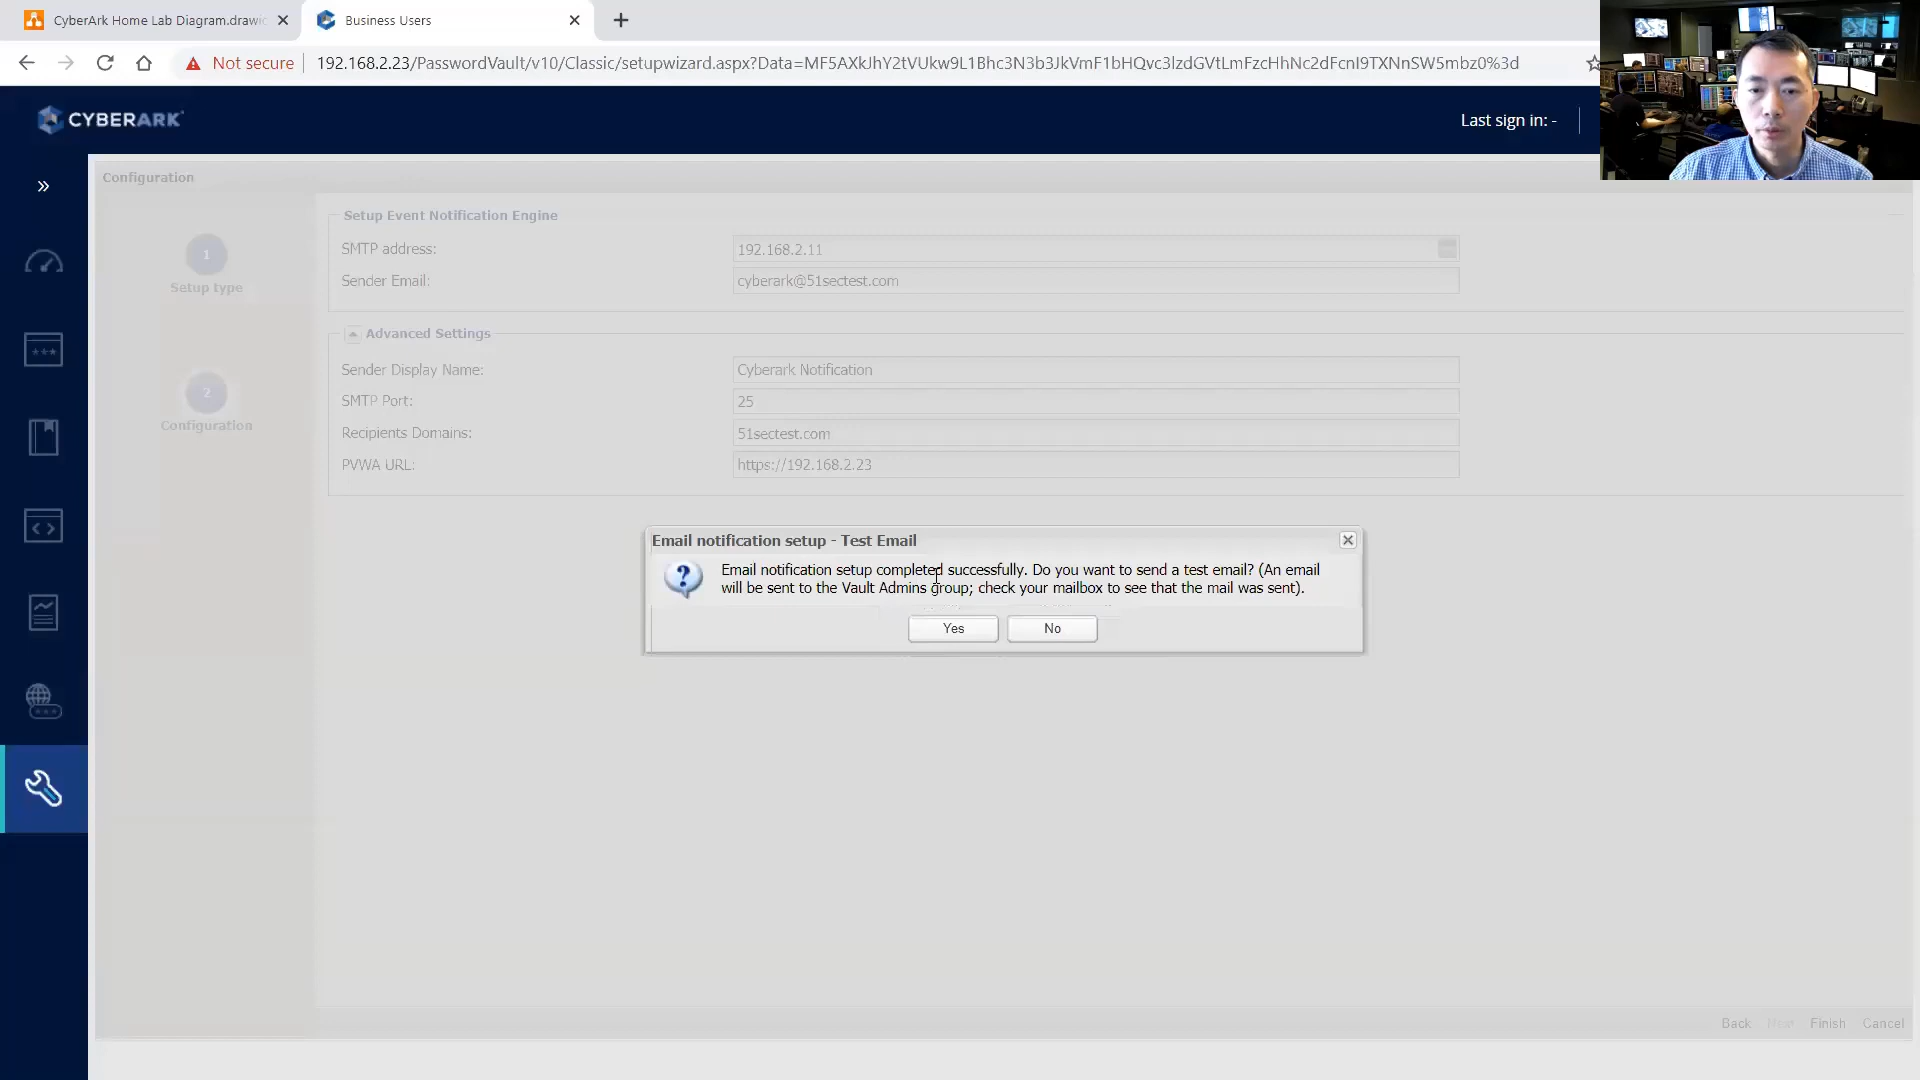 CyberArk Home Lab Diagram.drawio
Business Users
Not secure
192.168.2.23/PasswordVault/v10/Classic/setupwizard.aspx?Data=MF5AXkJhY2tVUkw9L1Bhc3N3b3JkVmF1bHQvc3lzdGVtLmFzcHhNc2dFcnI9TXNnSW5mbz0%3d
CYBERARK
Last sign in: -
Configuration
1
Setup type
2
Configuration
Setup Event Notification Engine
SMTP address:
192.168.2.11
Sender Email:
cyberark@51sectest.com
Advanced Settings
Sender Display Name:
Cyberark Notification
SMTP Port:
25
Recipients Domains:
51sectest.com
PVWA URL:
https://192.168.2.23
Email notification setup - Test Email
Email notification setup completed successfully. Do you want to send a test email? (An email
will be sent to the Vault Admins group; check your mailbox to see that the mail was sent).
Yes
No
Back
Next
Finish
Cancel